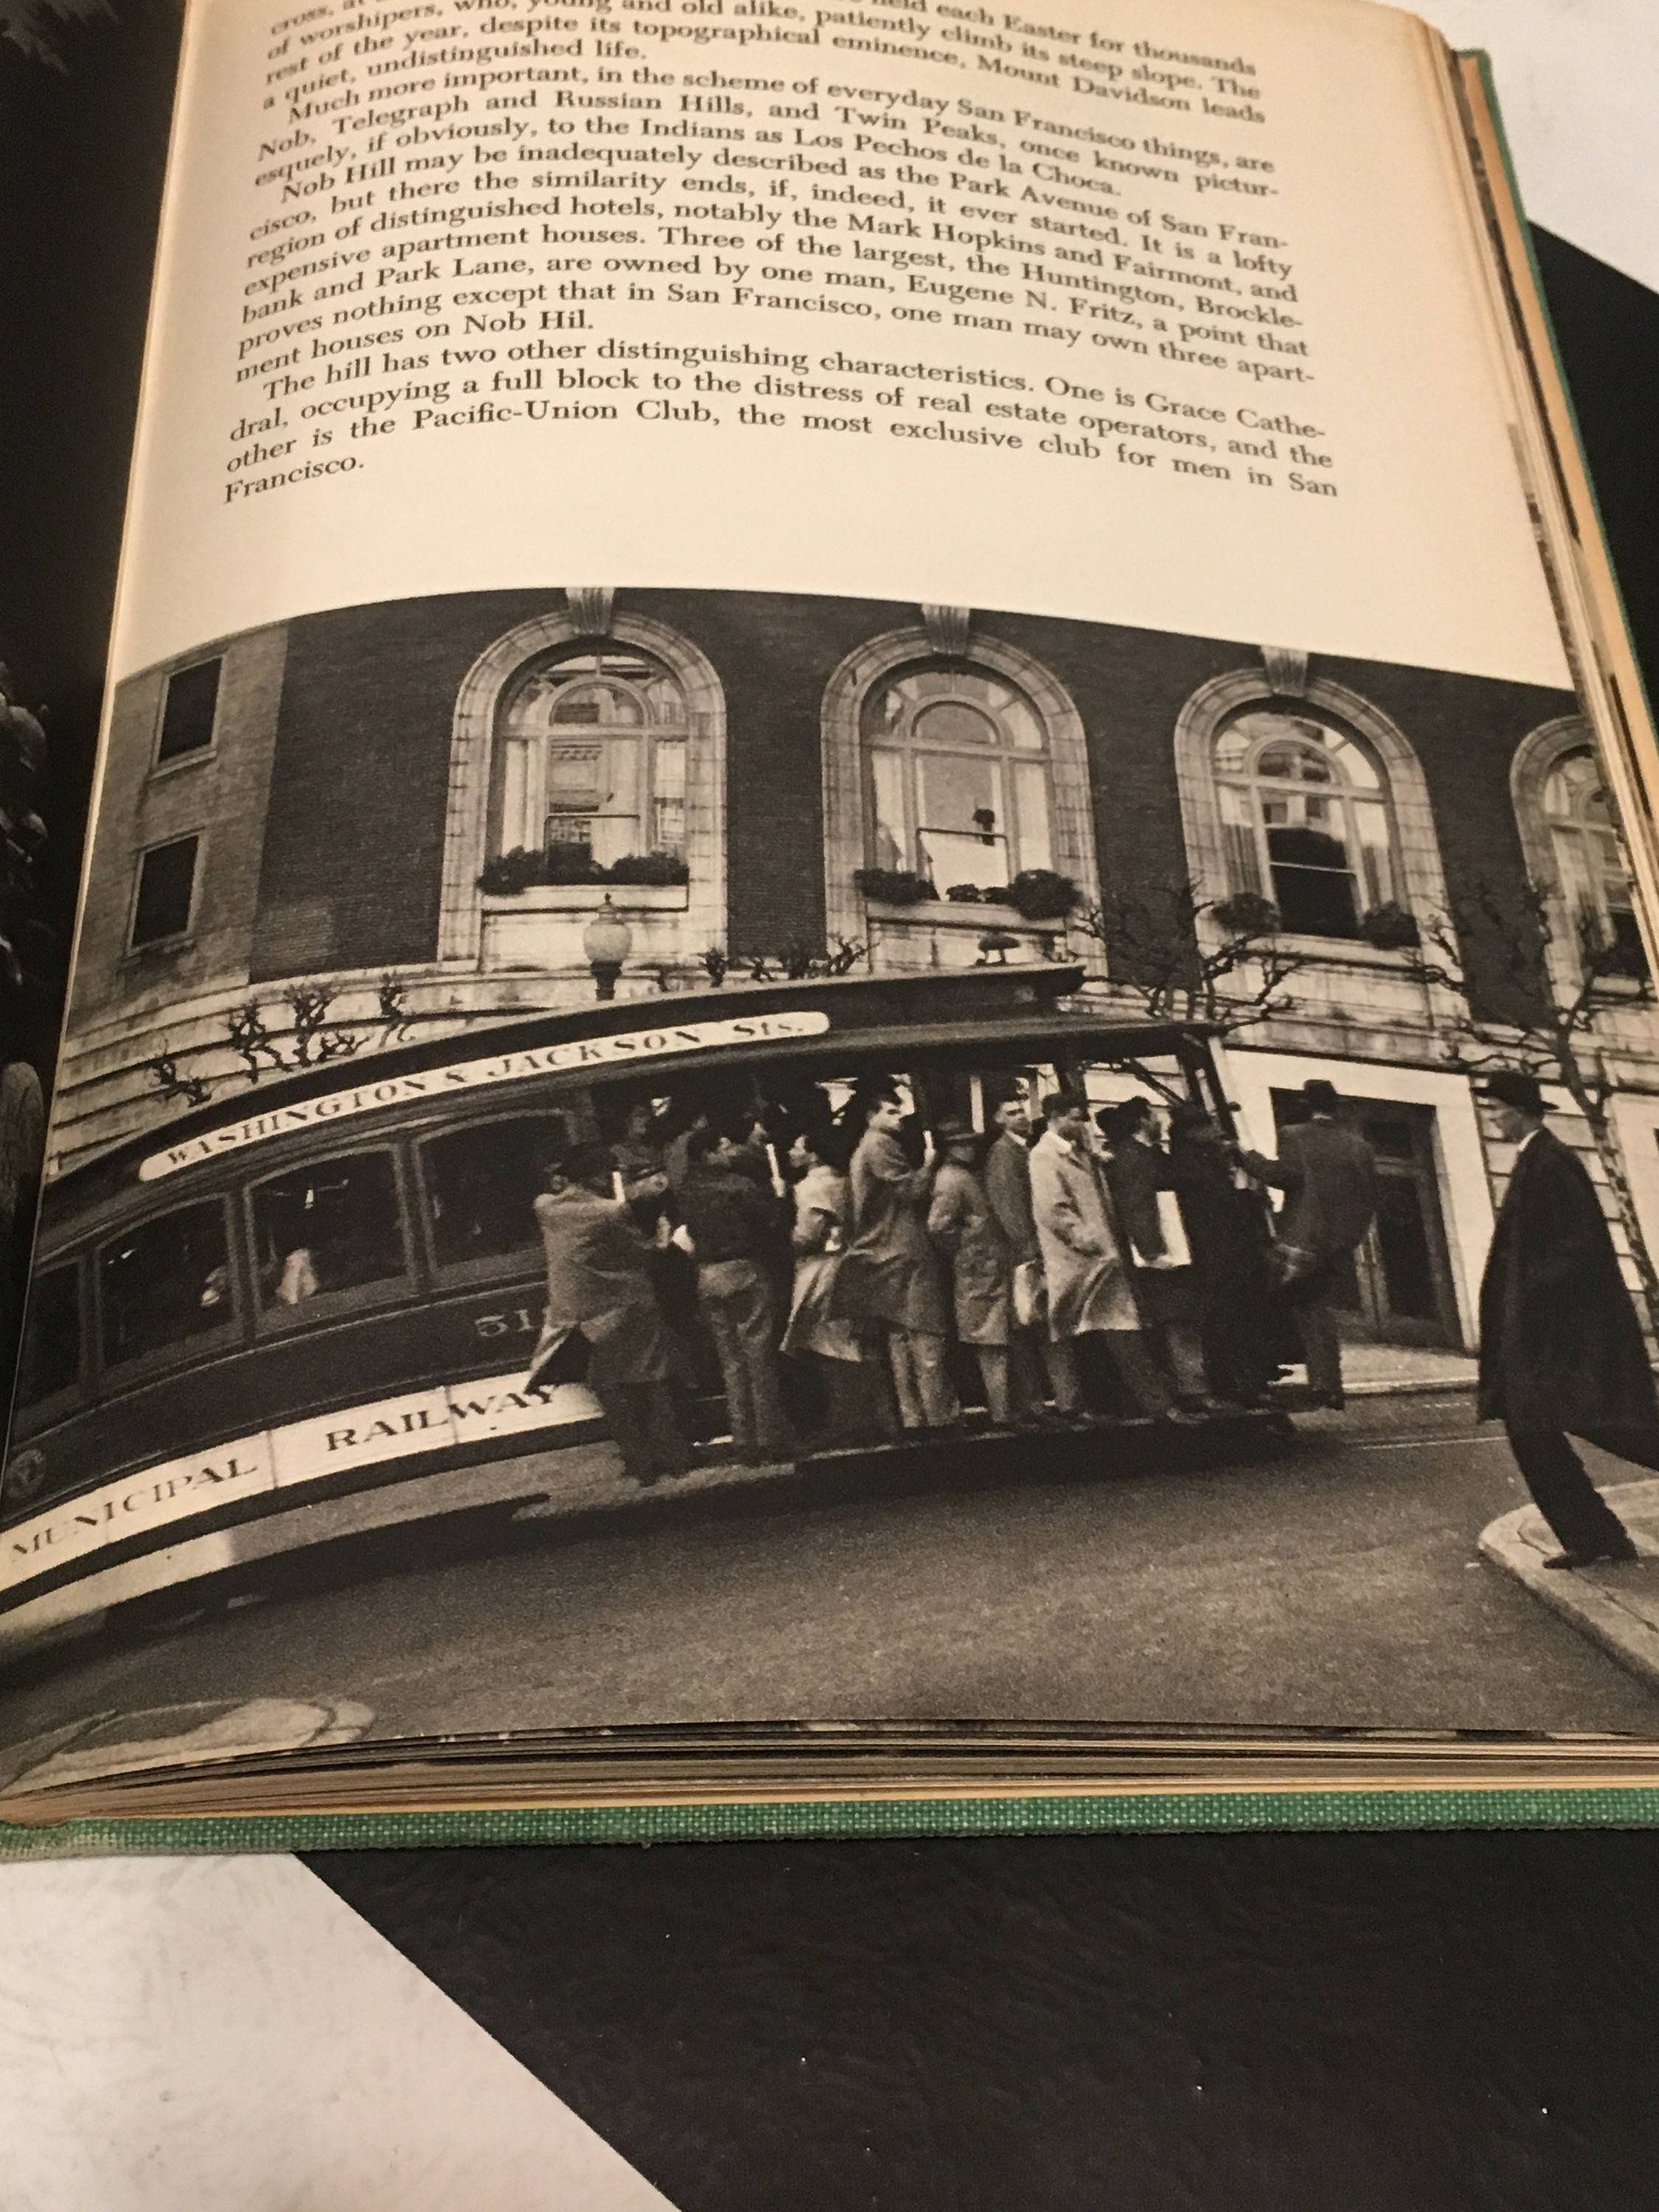 cross, at
held each Easter for thousands
of worshipers, who, young and old alike, patiently climb its steep slope. The
rest of the year, despite its topographical eminence, Mount Davidson leads
a quiet, undistinguished life.
Much more important, in the scheme of everyday San Francisco things, are
Nob, Telegraph and Russian Hills, and Twin Peaks, once known pictur-
esquely, if obviously, to the Indians as Los Pechos de la Choca.
Nob Hill may be inadequately described as the Park Avenue of San Fran-
cisco, but there the similarity ends, if, indeed, it ever started. It is a lofty
region of distinguished hotels, notably the Mark Hopkins and Fairmont, and
expensive apartment houses. Three of the largest, the Huntington, Brockle-
bank and Park Lane, are owned by one man, Eugene N. Fritz, a point that
proves nothing except that in San Francisco, one man may own three apart-
ment houses on Nob Hil.
The hill has two other distinguishing characteristics. One is Grace Cathe-
dral, occupying a full block to the distress of real estate operators, and the
other is the Pacific-Union Club, the most exclusive club for men in San
Francisco.
WASHINGTON & JACKSON Sts.
51
MUNICIPAL RAILWAY